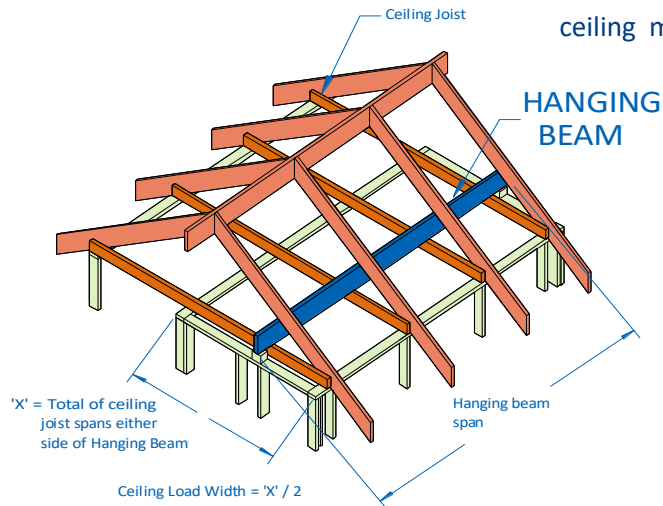 Ceiling Joist
ceiling
HANGING
BEAM
'X' = Total of ceiling
joist spans either
side of Hanging Beam
Hanging beam
span
Ceiling Load Width = 'X' / 2